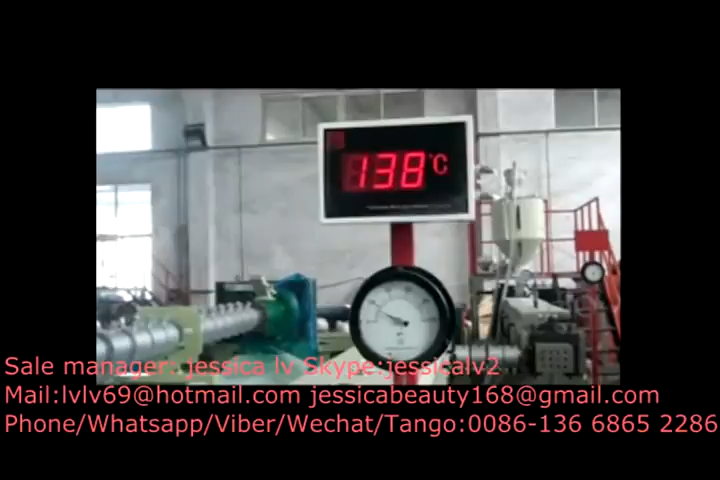 138°C
Sale manager: jessica lv Skype:jessicalv2
Mail:lvlv69@hotmail.com jessicabeauty168@gmail.com
Phone/Whatsapp/Viber/Wechat/Tango:0086-136 6865 2286